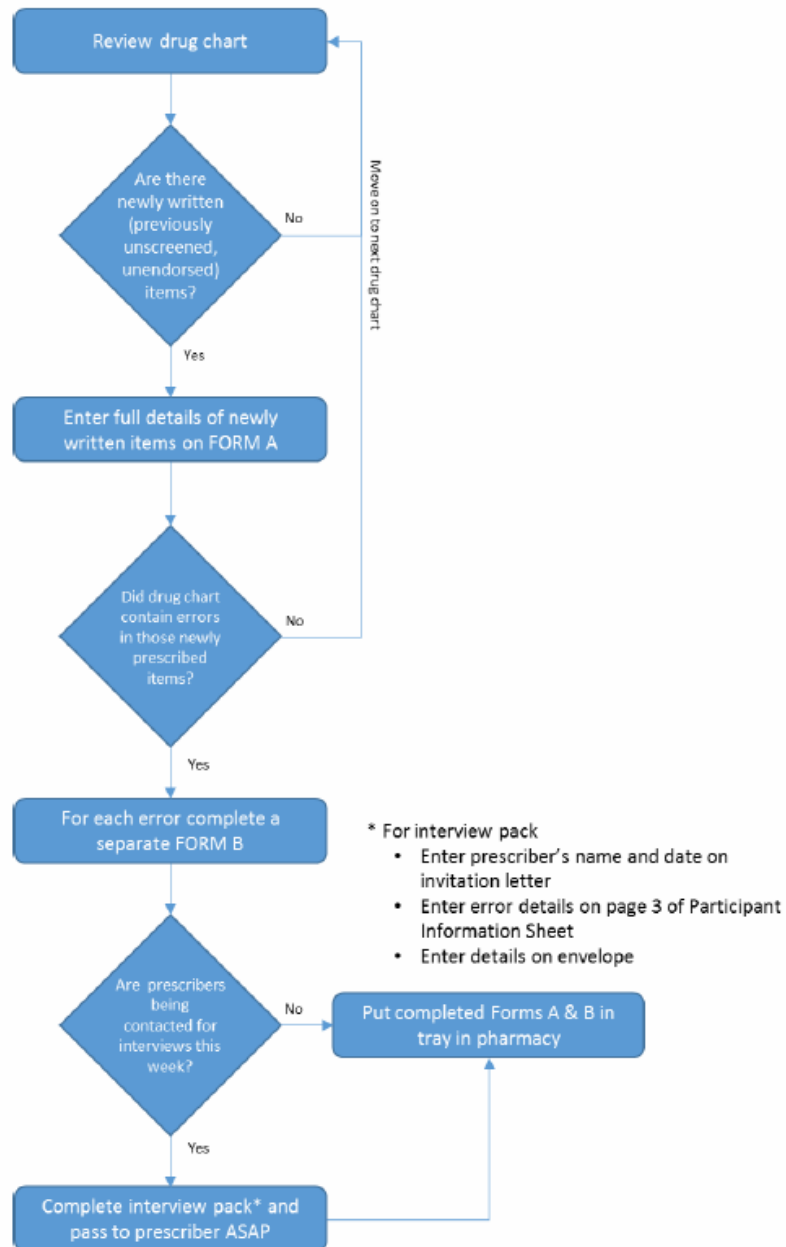 Review drug chart
Are there
newly written
(previously
unscreened,
unendorsed)
items?
No
Move on to next drug chart
Yes
Enter full details of newly
written items on FORM A
Did drug chart
contain errors
in those newly
prescribed
items?
No
Yes
For each error complete a
separate FORM B
* For interview pack
• Enter prescriber's name and date on
invitation letter
• Enter error details on page 3 of Participant
Information Sheet
• Enter details on envelope
Are prescribers
being
contacted for
interviews this
week?
No
Put completed Forms A & B in
tray in pharmacy
Yes
Complete interview pack* and
pass to prescriber ASAP